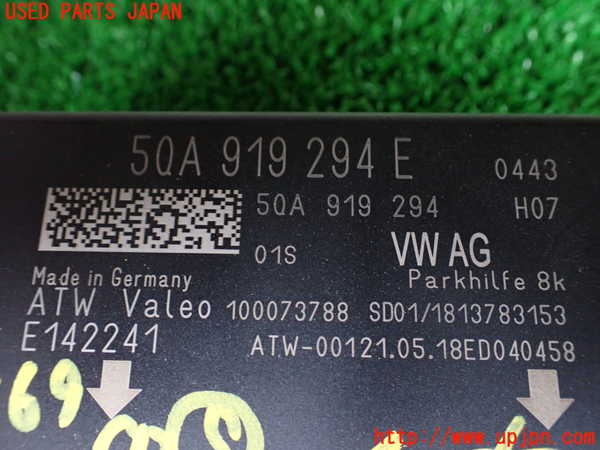 USED PARTS JAPAN
5QA 919 294 E 0443
5QA 919 294 H07
01S VW AG
Made in Germany Parkhilfe 8k
ATW Valeo 100073788 SD01/1813783153
E142241 ATW-00121.05.18ED040458
69
(C) www.upjpn.com